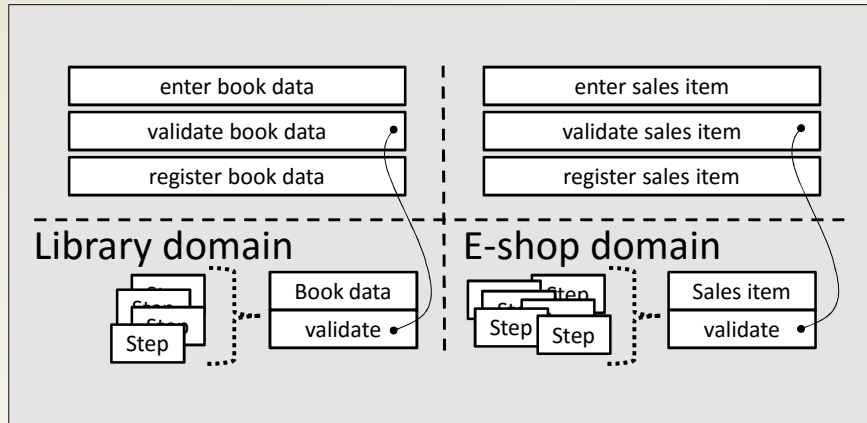 enter book data
validate book data
register book data
enter sales item
validate sales item
register sales item
Library domain
E-shop domain
Step
Book data
validate
Step
Step
Sales item
validate